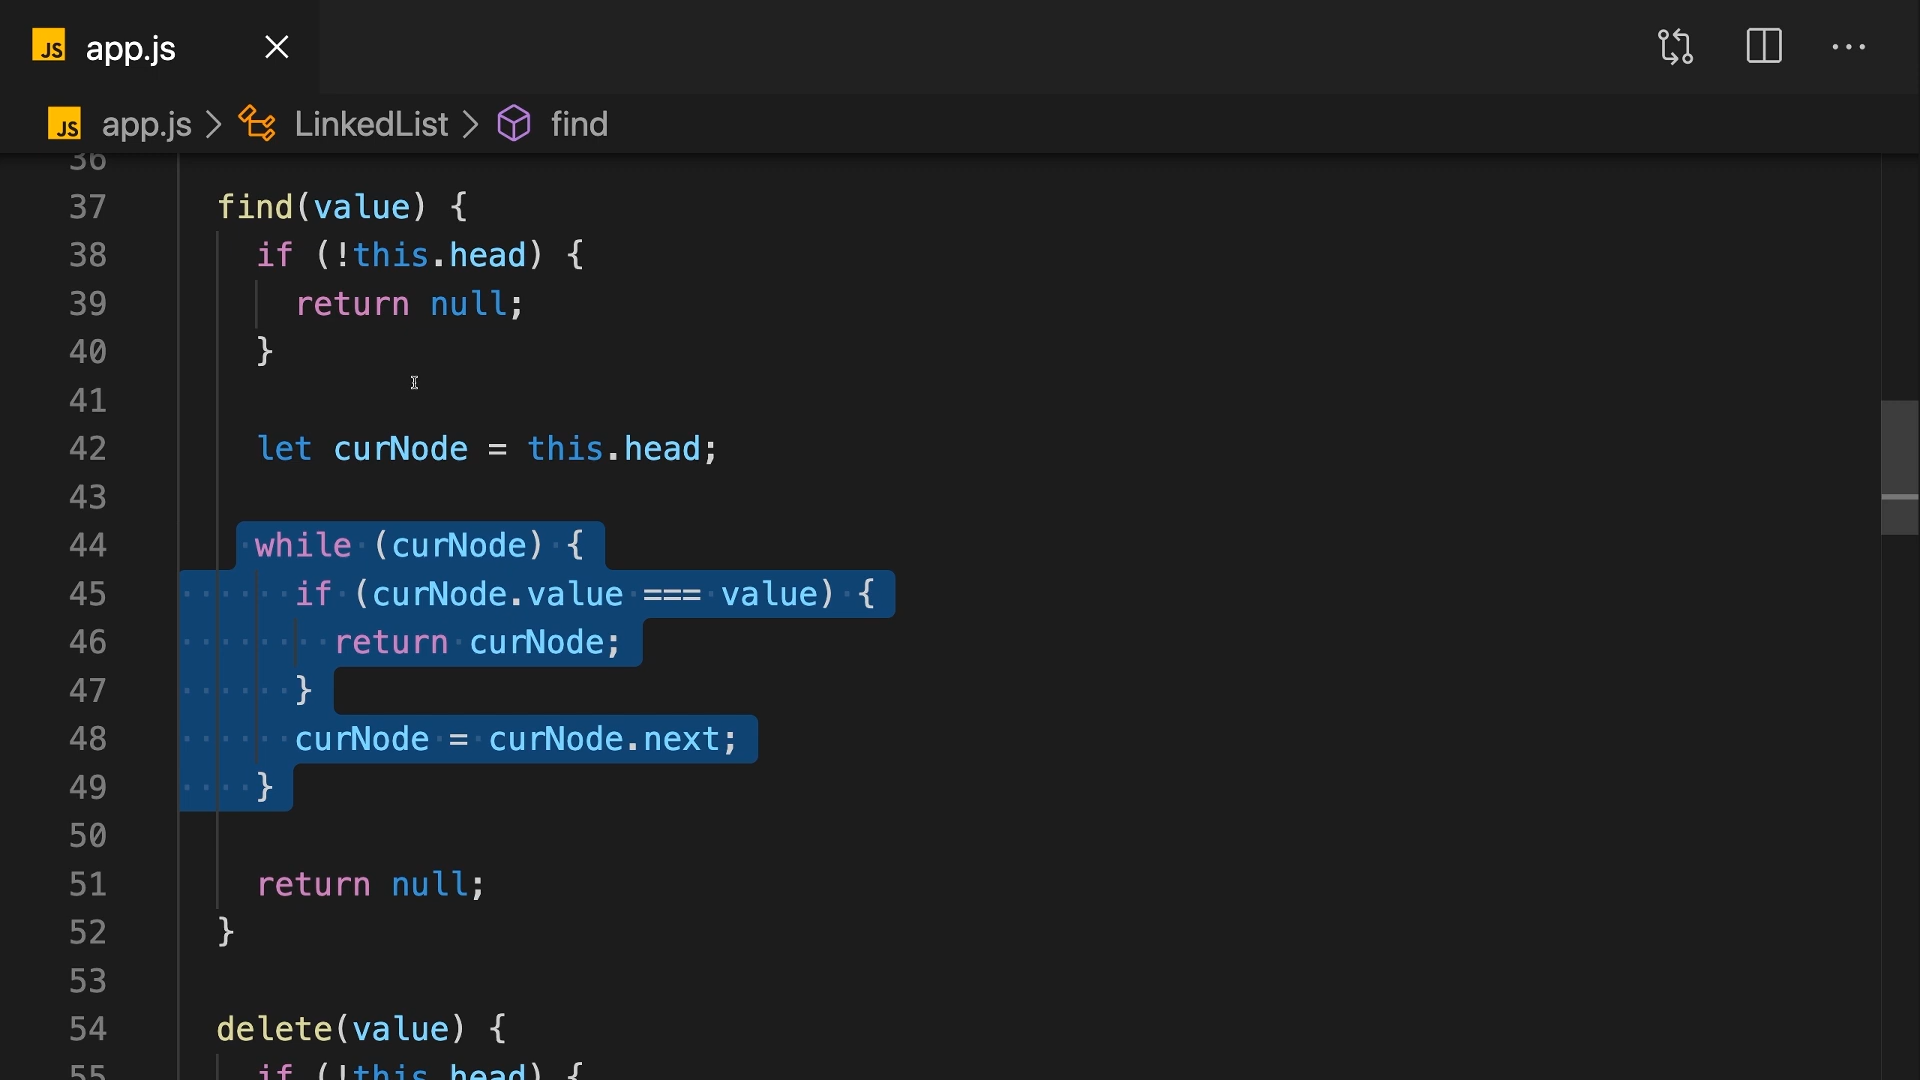 JS app.js
JS app.js LinkedList find
36
37 find(value) {
38 if (!this.head) {
39 return null;
40 }
41
42 let curNode = this.head;
43
44 while (curNode) {
45 if (curNode.value === value) {
46 return curNode;
47 }
48 curNode = curNode.next;
49 }
50
51 return null;
52 }
53
54 delete(value) {
55 if (!this.head) {